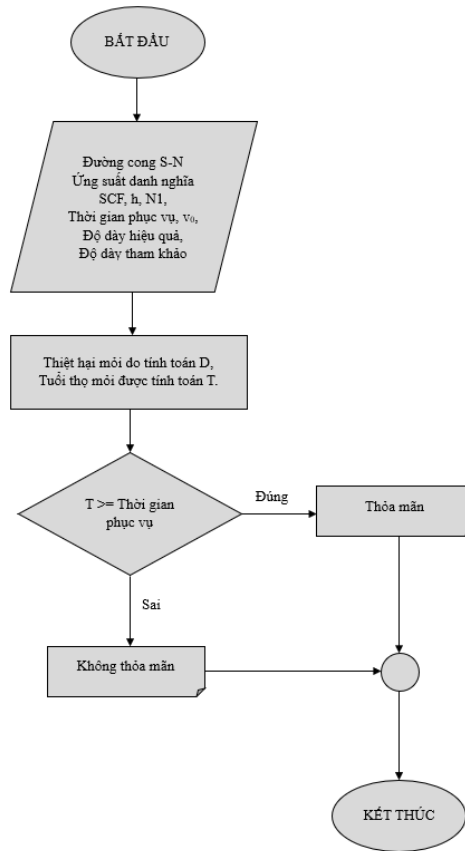 BẮT ĐẦU
Đường cong S-N
Ứng suất danh nghĩa
SCF, h, N1,
Thời gian phục vụ, v₀,
Độ dày hiệu quả,
Độ dày tham khảo
Thiệt hại mỏi do tính toán D,
Tuổi thọ mỏi được tính toán T.
T >= Thời gian
phục vụ
Đúng
Thỏa mãn
Sai
Không thỏa mãn
KẾT THÚC